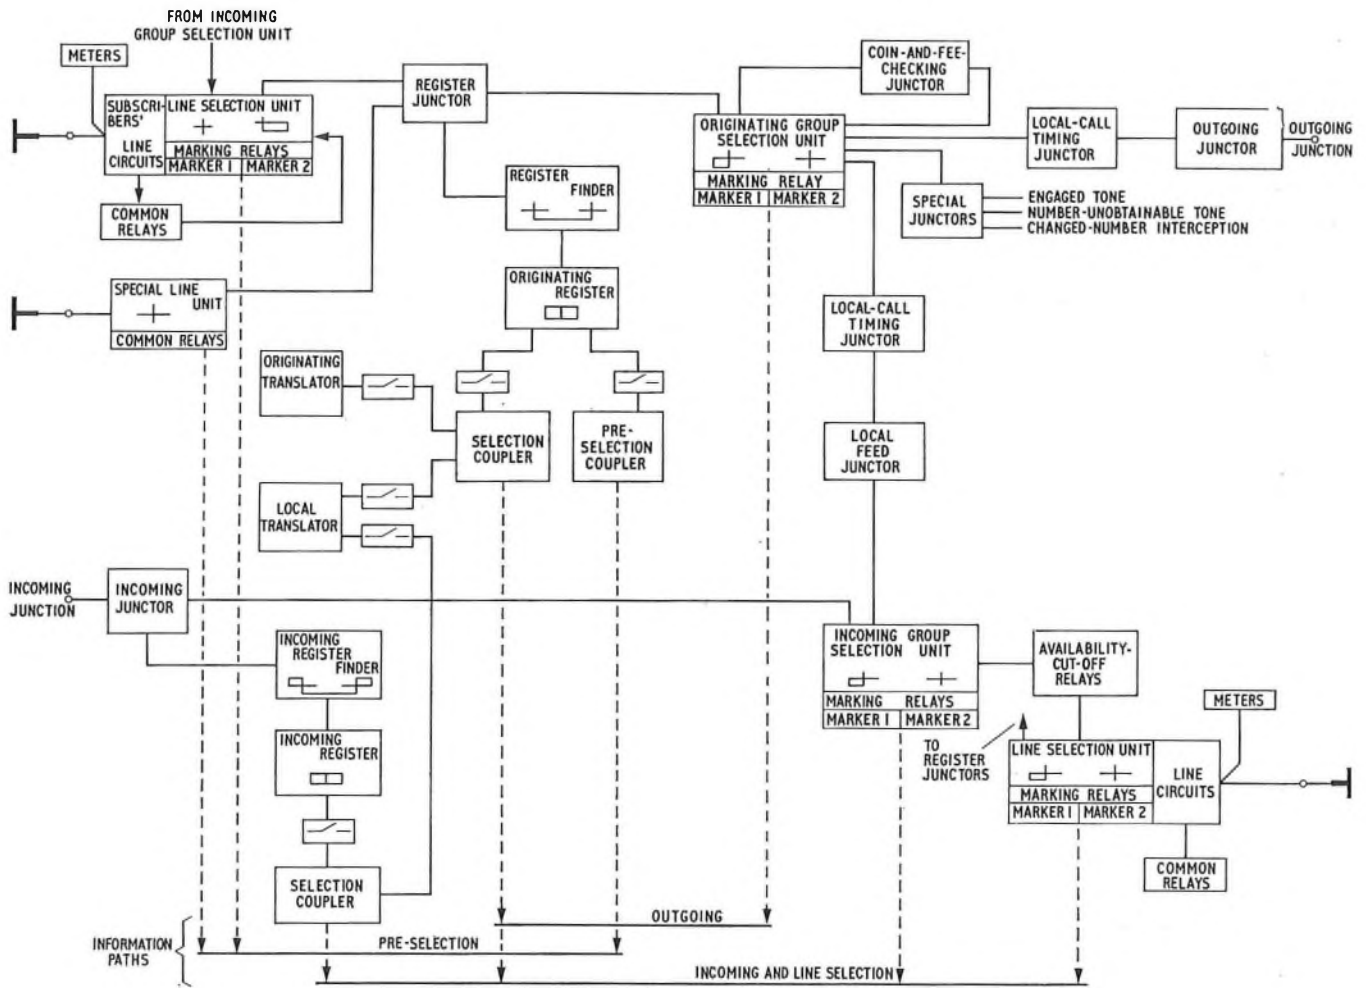 FROM INCOMING
GROUP SELECTION UNIT
METERS
SUBSCRI-
BERS'
LINE
CIRCUITS
LINE SELECTION UNIT
MARKING RELAYS
MARKER 1
MARKER 2
COMMON
RELAYS
REGISTER
JUNCTOR
COIN-AND-FEE-
CHECKING
JUNCTOR
ORIGINATING GROUP
SELECTION UNIT
MARKING RELAY
MARKER 1
MARKER 2
LOCAL-CALL
TIMING
JUNCTOR
OUTGOING
JUNCTOR
OUTGOING
JUNCTION
SPECIAL
JUNCTORS
ENGAGED TONE
NUMBER-UNOBTAINABLE TONE
CHANGED-NUMBER INTERCEPTION
REGISTER
FINDER
ORIGINATING
REGISTER
SPECIAL LINE
UNIT
COMMON RELAYS
LOCAL-CALL
TIMING
JUNCTOR
ORIGINATING
TRANSLATOR
SELECTION
COUPLER
PRE-
SELECTION
COUPLER
LOCAL
FEED
JUNCTOR
LOCAL
TRANSLATOR
INCOMING
JUNCTION
INCOMING
JUNCTOR
INCOMING
REGISTER
FINDER
INCOMING GROUP
SELECTION UNIT
MARKING RELAYS
MARKER 1
MARKER 2
AVAILABILITY-
CUT-OFF
RELAYS
METERS
TO
REGISTER
JUNCTORS
LINE SELECTION UNIT
MARKING RELAYS
MARKER 1
MARKER 2
LINE
CIRCUITS
INCOMING
REGISTER
COMMON
RELAYS
SELECTION
COUPLER
OUTGOING
INFORMATION
PATHS
PRE-SELECTION
INCOMING AND LINE SELECTION